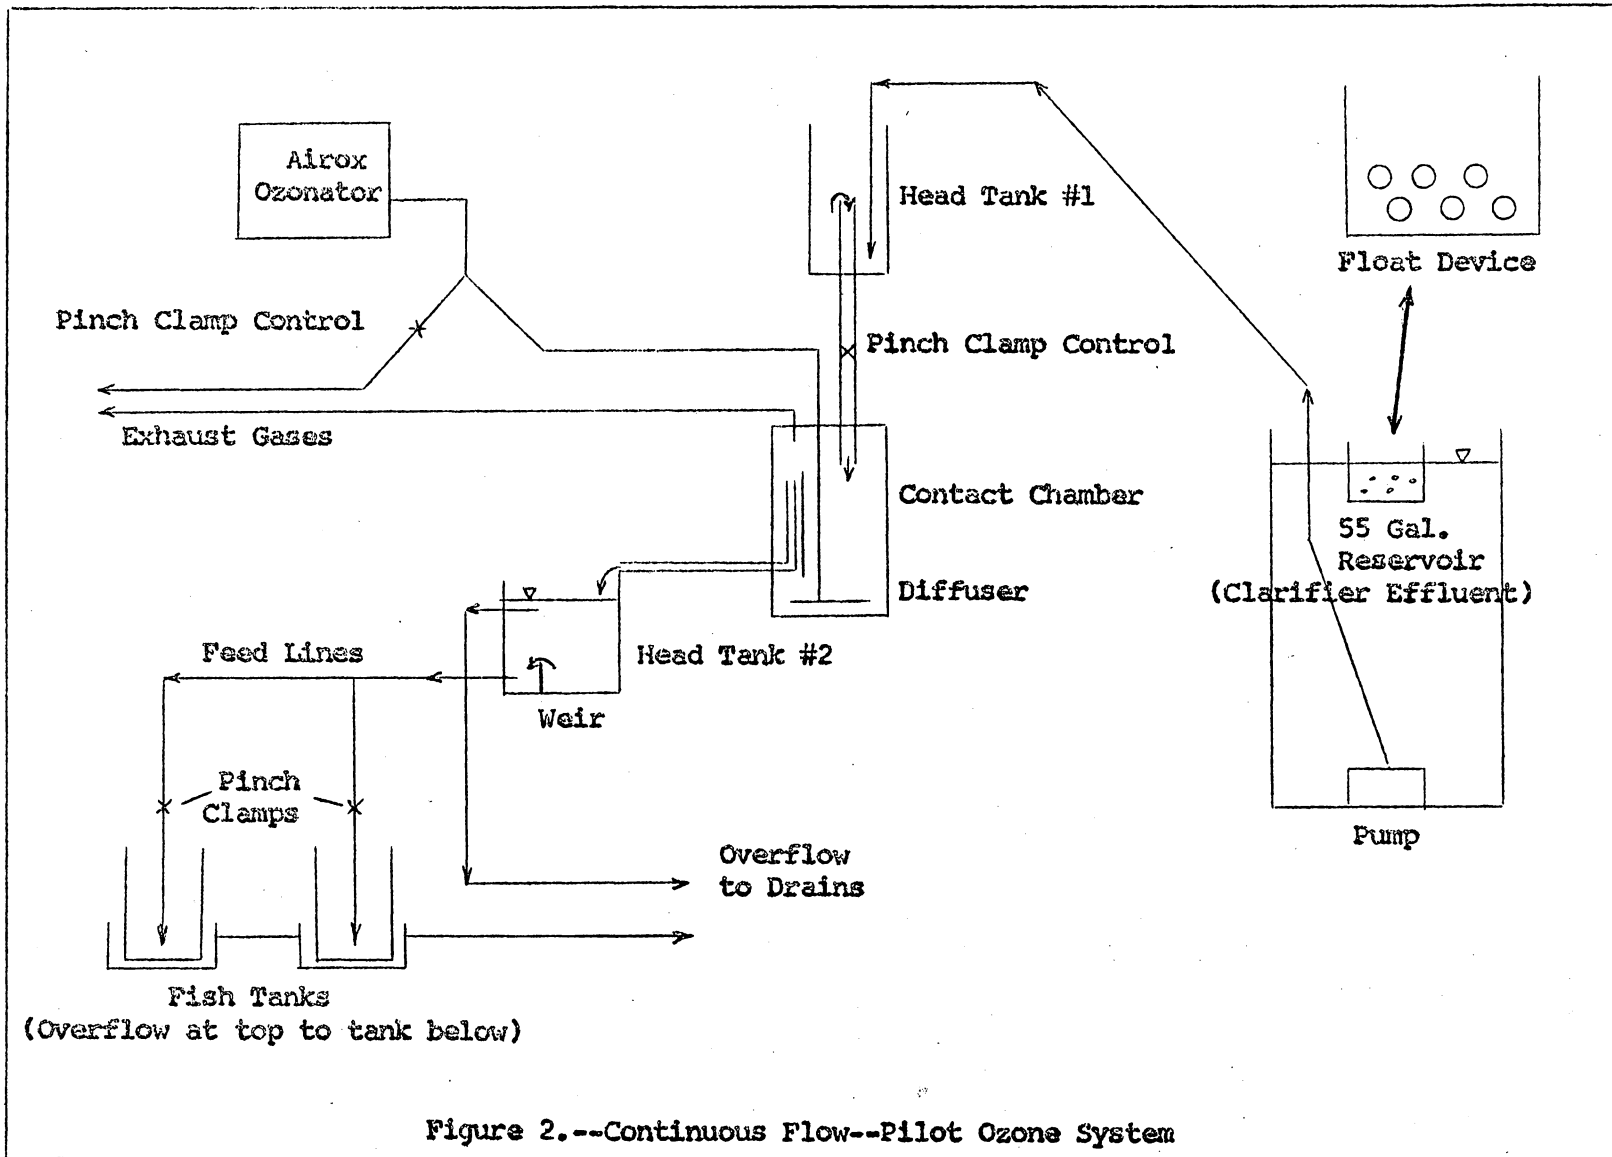 Airox
Ozonator
Head Tank #1
Float Device
Pinch Clamp Control
Pinch Clamp Control
Exhaust Gases
Contact Chamber
55 Gal.
Reservoir
(Clarifier Effluent)
Diffuser
Feed Lines
Head Tank #2
Weir
Pinch
Clamps
Pump
Overflow
to Drains
Fish Tanks
(Overflow at top to tank below)
Figure 2.--Continuous Flow--Pilot Ozone System